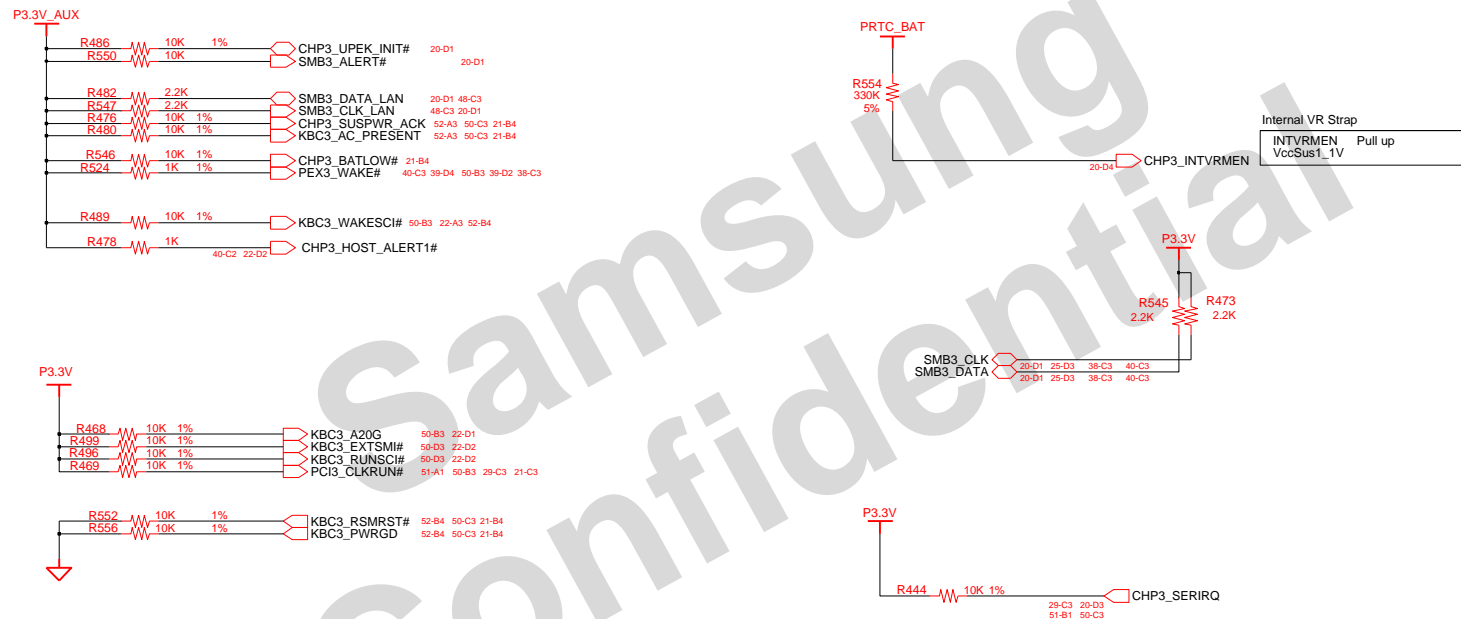 P3.3V_AUX
R486 10K 1% CHP3_UPEK_INIT# 20-D1
R550 10K SMB3_ALERT# 20-D1
R482 2.2K SMB3_DATA_LAN 20-D1 48-C3
R547 2.2K SMB3_CLK_LAN 48-C3 20-D1
R476 10K 1% CHP3_SUSPWR_ACK 52-A3 50-C3 21-B4
R480 10K 1% KBC3_AC_PRESENT 52-A3 50-C3 21-B4
R546 10K 1% CHP3_BATLOW# 21-B4
R524 1K 1% PEX3_WAKE# 40-C3 39-D4 50-B3 39-D2 38-C3
R489 10K 1% KBC3_WAKESCI# 50-B3 22-A3 52-B4
R478 1K CHP3_HOST_ALERT1#
40-C2 22-D2
PRTC_BAT
R554
330K
5%
CHP3_INTVRMEN
20-D4
Internal VR Strap
INTVRMEN Pull up
VccSus1_1V
P3.3V
R545 R473
2.2K 2.2K
SMB3_CLK 20-D1 25-D3 38-C3 40-C3
SMB3_DATA 20-D1 25-D3 38-C3 40-C3
P3.3V
R468 10K 1% KBC3_A20G 50-B3 22-D1
R499 10K 1% KBC3_EXTSMI# 50-D3 22-D2
R496 10K 1% KBC3_RUNSCI# 50-D3 22-D2
R469 10K 1% PCI3_CLKRUN# 51-A1 50-B3 29-C3 21-C3
R552 10K 1% KBC3_RSMRST# 52-B4 50-C3 21-B4
R556 10K 1% KBC3_PWRGD 52-B4 50-C3 21-B4
P3.3V
R444 10K 1% CHP3_SERIRQ
29-C3 20-D3
51-B1 50-C3
Samsung
Confidential